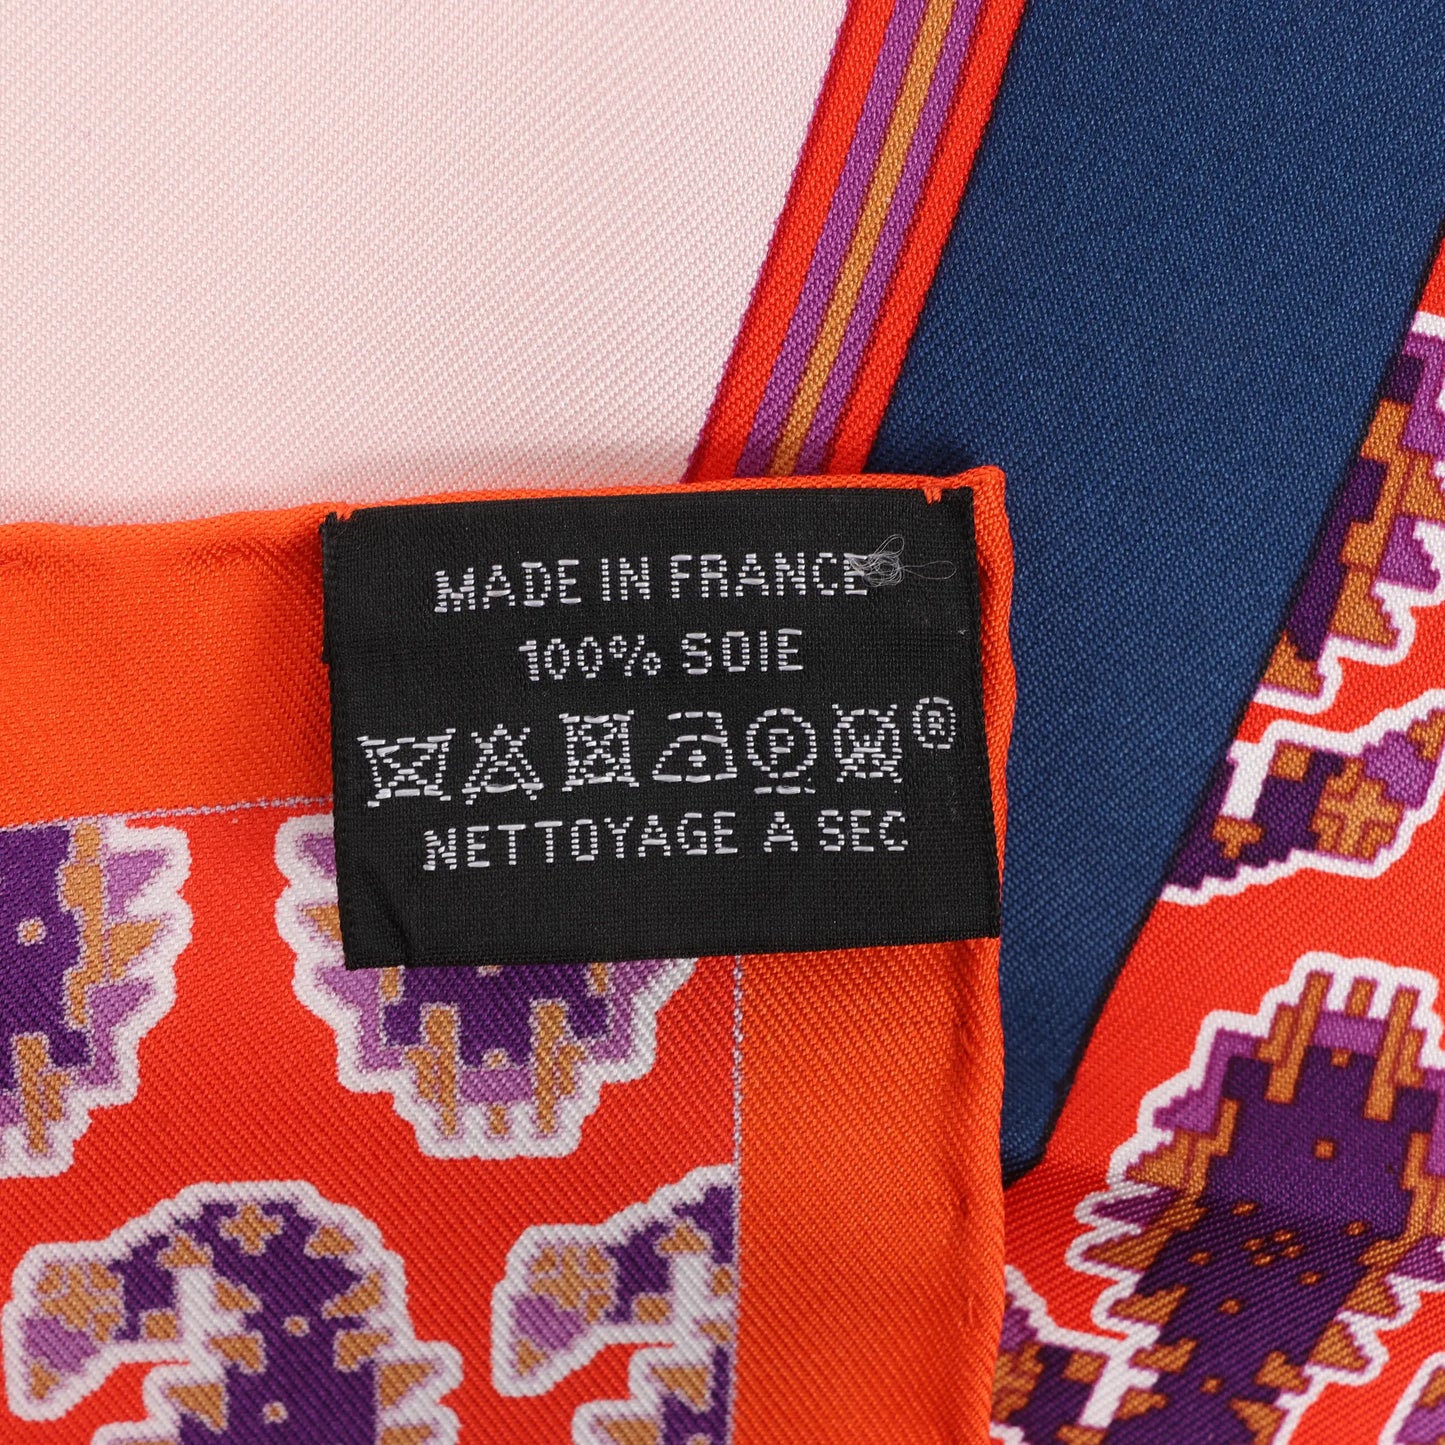 MADE IN FRANCE
100% SOIE
P W ®
NETTOYAGE A SEC